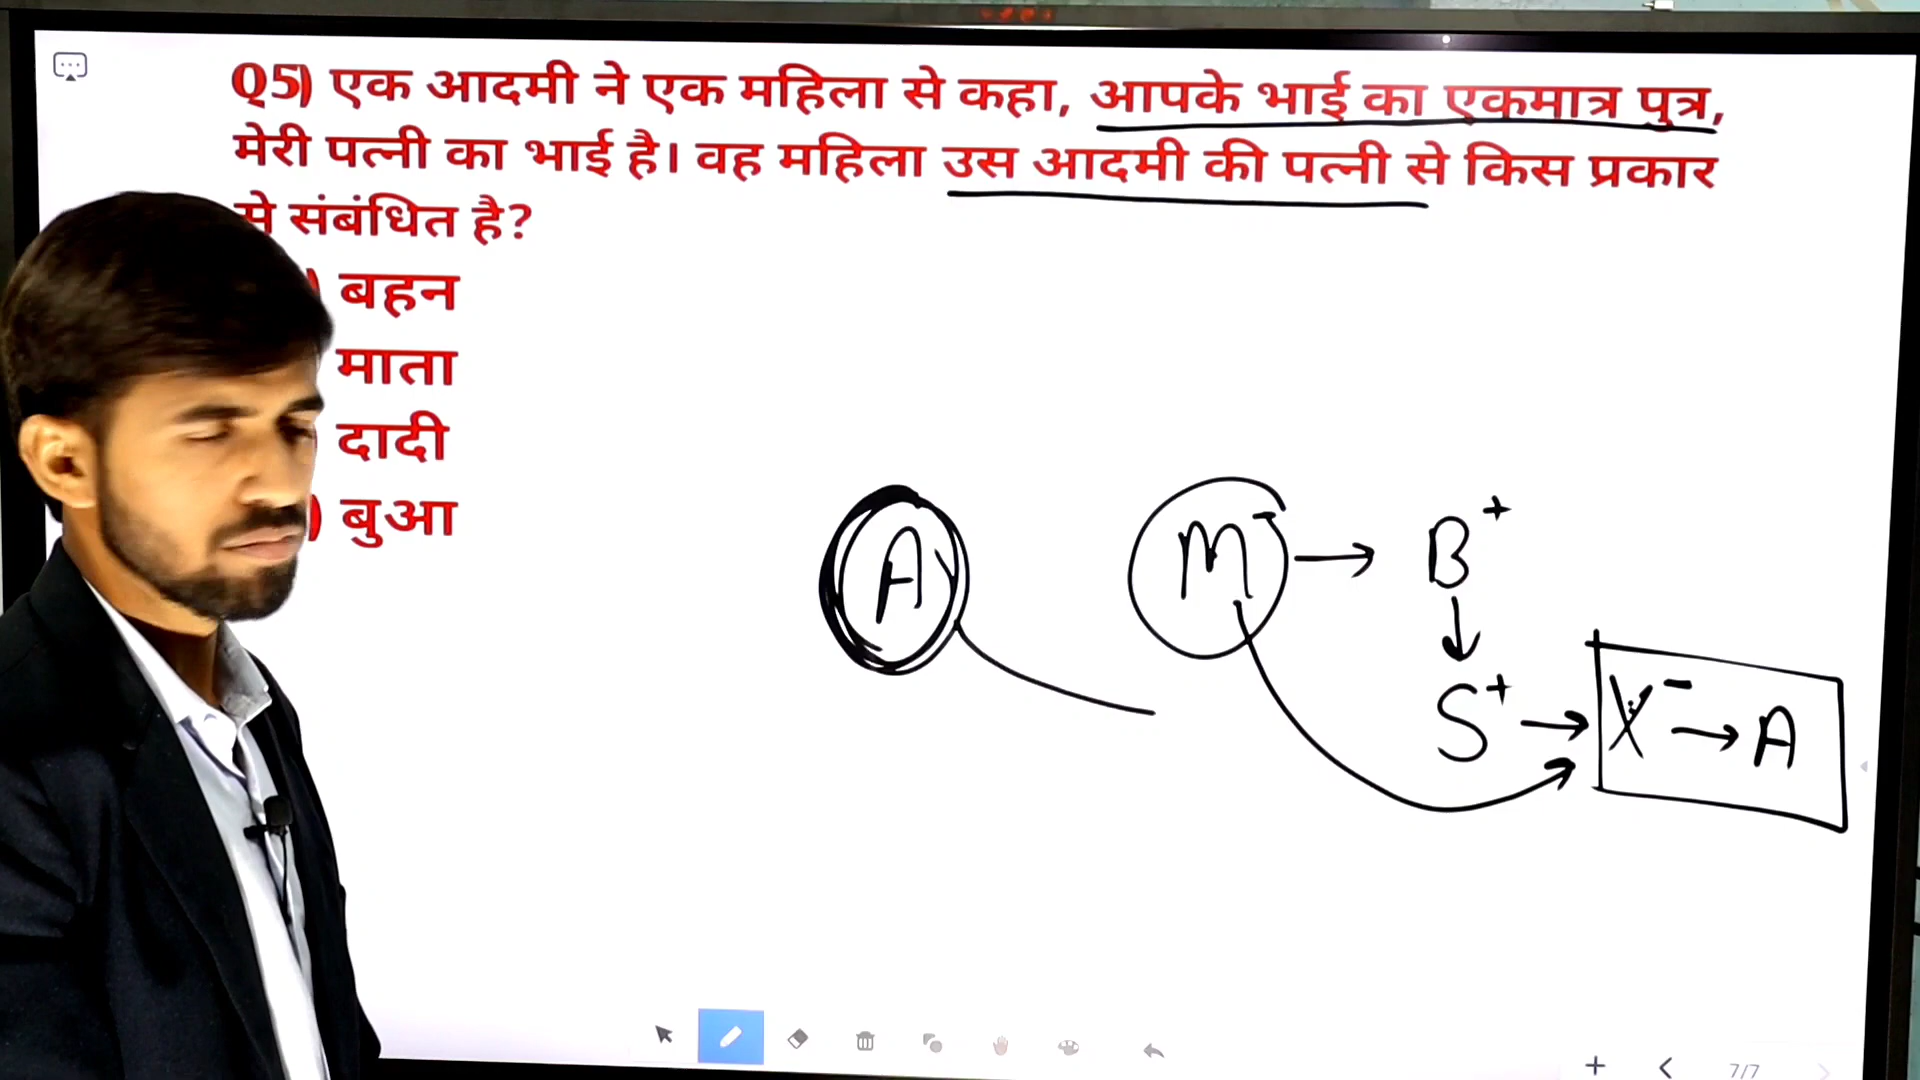 Q5) एक आदमी ने एक महिला से कहा, आपके भाई का एकमात्र पुत्र,
मेरी पत्नी का भाई है। वह महिला उस आदमी की पत्नी से किस प्रकार
से संबंधित है?
) बहन
माता
दादी
) बुआ
A M⁻ → B⁺
↓
S⁺ → X⁻ → A
7/7